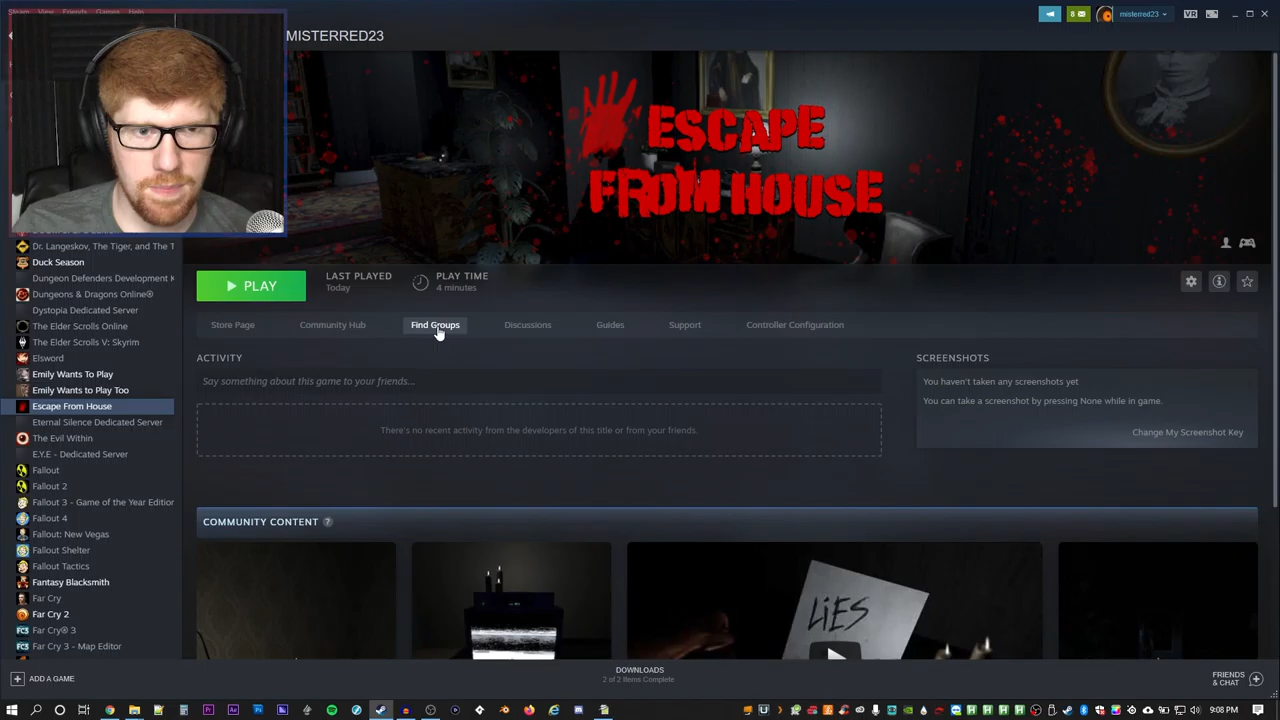 Steam View Friends Games Help
8
misterred23
VR
MISTERRED23
ESCAPE
FROM HOUSE
PLAY
LAST PLAYED
Today
PLAY TIME
4 minutes
Store Page
Community Hub
Find Groups
Discussions
Guides
Support
Controller Configuration
ACTIVITY
Say something about this game to your friends...
There's no recent activity from the developers of this title or from your friends.
SCREENSHOTS
You haven't taken any screenshots yet
You can take a screenshot by pressing None while in game.
Change My Screenshot Key
COMMUNITY CONTENT ?
LiES
Dr. Langeskov, The Tiger, and The T
Duck Season
Dungeon Defenders Development K
Dungeons & Dragons Online®
Dystopia Dedicated Server
The Elder Scrolls Online
The Elder Scrolls V: Skyrim
Elsword
Emily Wants To Play
Emily Wants to Play Too
Escape From House
Eternal Silence Dedicated Server
The Evil Within
E.Y.E - Dedicated Server
Fallout
Fallout 2
Fallout 3 - Game of the Year Edition
Fallout 4
Fallout: New Vegas
Fallout Shelter
Fallout Tactics
Fantasy Blacksmith
Far Cry
Far Cry 2
Far Cry® 3
Far Cry 3 - Map Editor
ADD A GAME
DOWNLOADS
2 of 2 Items Complete
FRIENDS
& CHAT
9:08 PM